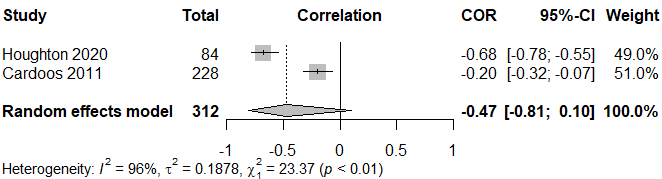 Study Total Correlation COR 95%-CI Weight
Houghton 2020 84 -0.68 [-0.78; -0.55] 49.0%
Cardoos 2011 228 -0.20 [-0.32; -0.07] 51.0%
Random effects model 312 -0.47 [-0.81; 0.10] 100.0%
-1 -0.5 0 0.5 1
Heterogeneity: I² = 96%, τ² = 0.1878, χ²₁ = 23.37 (p < 0.01)